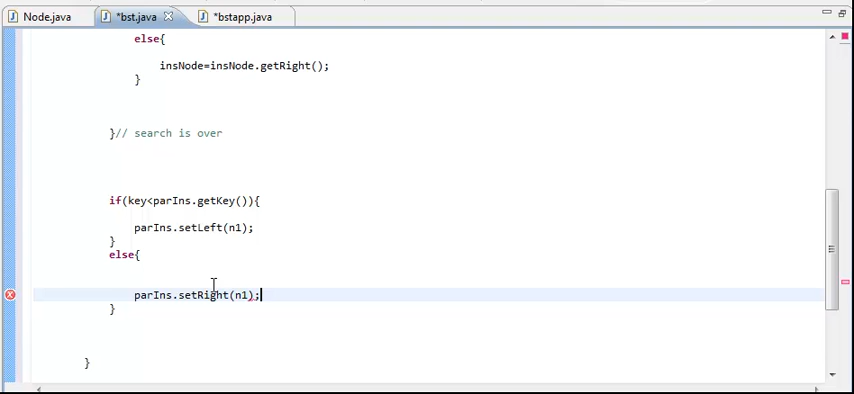 Node.java *bst.java *bstapp.java
else{
insNode=insNode.getRight();
}
}// search is over
if(key<parIns.getKey()){
parIns.setLeft(n1);
}
else{
parIns.setRight(n1);
}
}